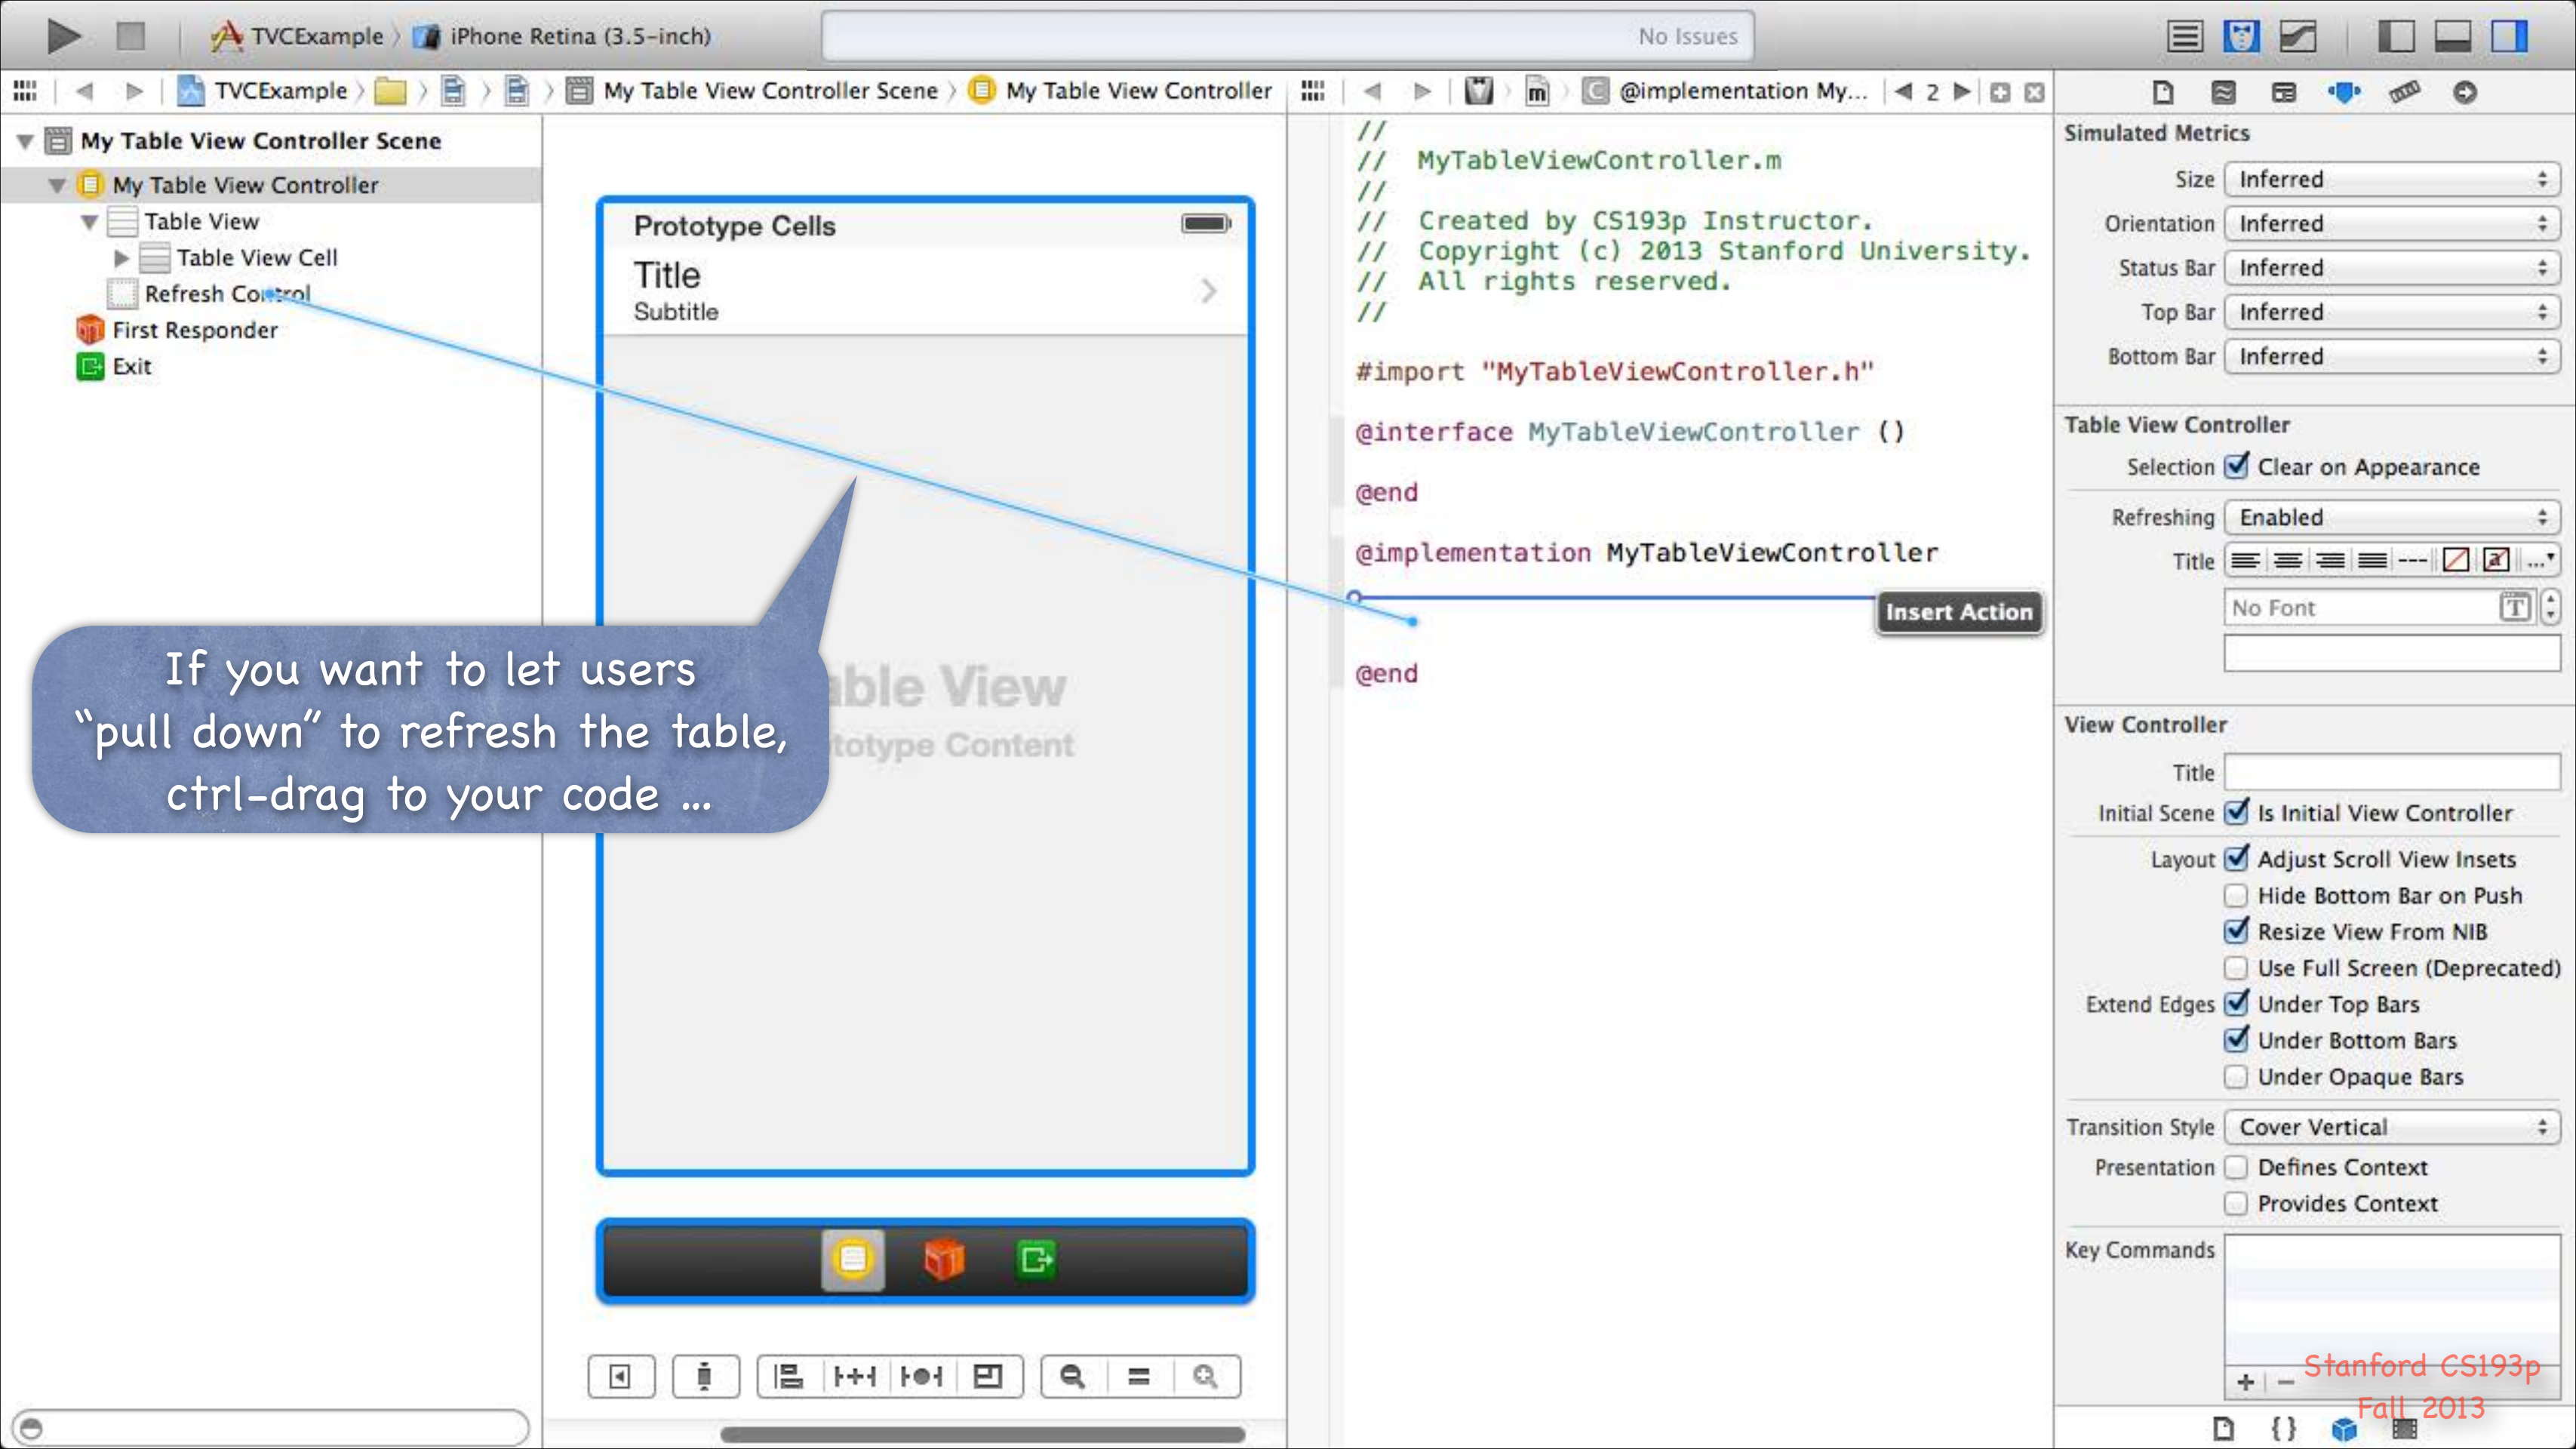 TVCExample
iPhone Retina (3.5-inch)
No Issues
TVCExample
My Table View Controller Scene
My Table View Controller
@implementation My...
2
My Table View Controller Scene
My Table View Controller
Table View
Table View Cell
Refresh Control
First Responder
Exit
Prototype Cells
Title
Subtitle
able View
totype Content
If you want to let users
“pull down” to refresh the table,
ctrl-drag to your code ...
//
// MyTableViewController.m
//
// Created by CS193p Instructor.
// Copyright (c) 2013 Stanford University.
// All rights reserved.
//
#import "MyTableViewController.h"
@interface MyTableViewController ()
@end
@implementation MyTableViewController
Insert Action
@end
Simulated Metrics
Size Inferred
Orientation Inferred
Status Bar Inferred
Top Bar Inferred
Bottom Bar Inferred
Table View Controller
Selection Clear on Appearance
Refreshing Enabled
Title
No Font
View Controller
Title
Initial Scene Is Initial View Controller
Layout Adjust Scroll View Insets
Hide Bottom Bar on Push
Resize View From NIB
Use Full Screen (Deprecated)
Extend Edges Under Top Bars
Under Bottom Bars
Under Opaque Bars
Transition Style Cover Vertical
Presentation Defines Context
Provides Context
Key Commands
Stanford CS193p
Fall 2013